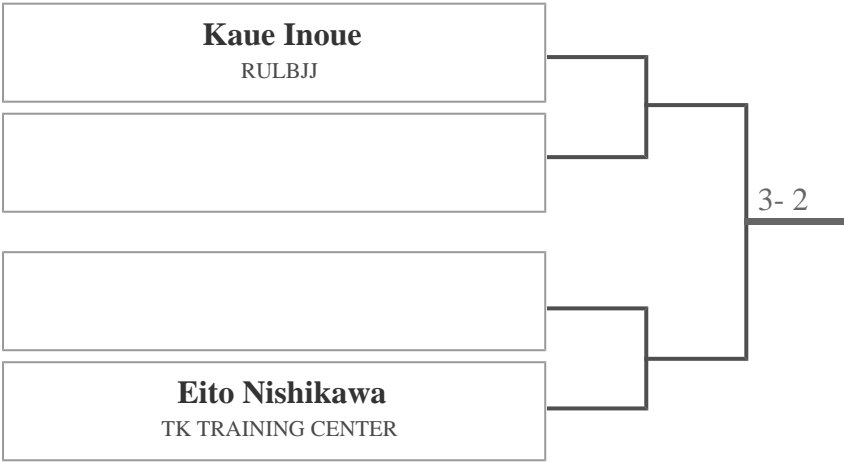 Kaue Inoue
RULBJJ
3- 2
Eito Nishikawa
TK TRAINING CENTER